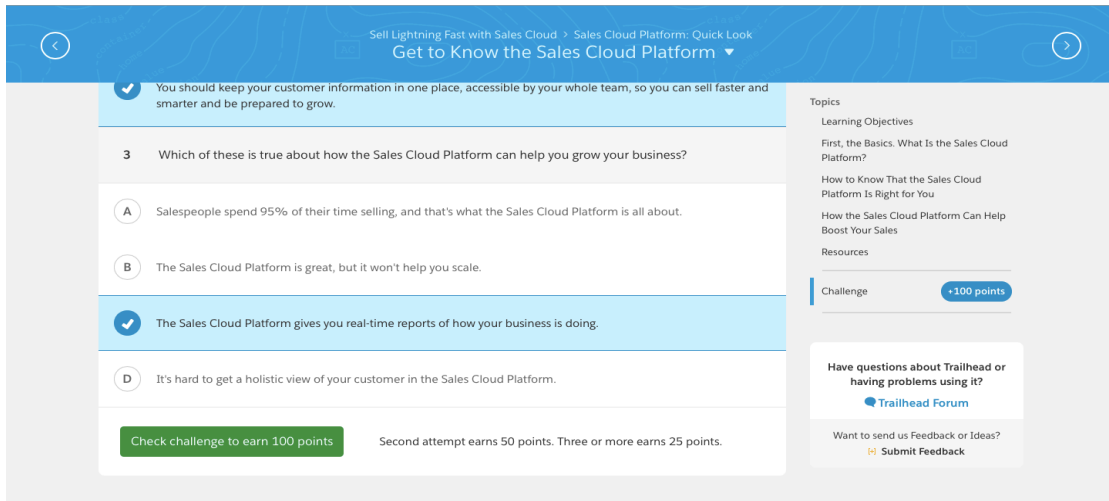 Sell Lightning Fast with Sales Cloud > Sales Cloud Platform: Quick Look
Get to Know the Sales Cloud Platform
You should keep your customer information in one place, accessible by your whole team, so you can sell faster and
smarter and be prepared to grow.
3 Which of these is true about how the Sales Cloud Platform can help you grow your business?
A Salespeople spend 95% of their time selling, and that's what the Sales Cloud Platform is all about.
B The Sales Cloud Platform is great, but it won't help you scale.
The Sales Cloud Platform gives you real-time reports of how your business is doing.
D It's hard to get a holistic view of your customer in the Sales Cloud Platform.
Check challenge to earn 100 points
Second attempt earns 50 points. Three or more earns 25 points.
Topics
Learning Objectives
First, the Basics. What Is the Sales Cloud
Platform?
How to Know That the Sales Cloud
Platform Is Right for You
How the Sales Cloud Platform Can Help
Boost Your Sales
Resources
Challenge
+100 points
Have questions about Trailhead or
having problems using it?
Trailhead Forum
Want to send us Feedback or Ideas?
Submit Feedback